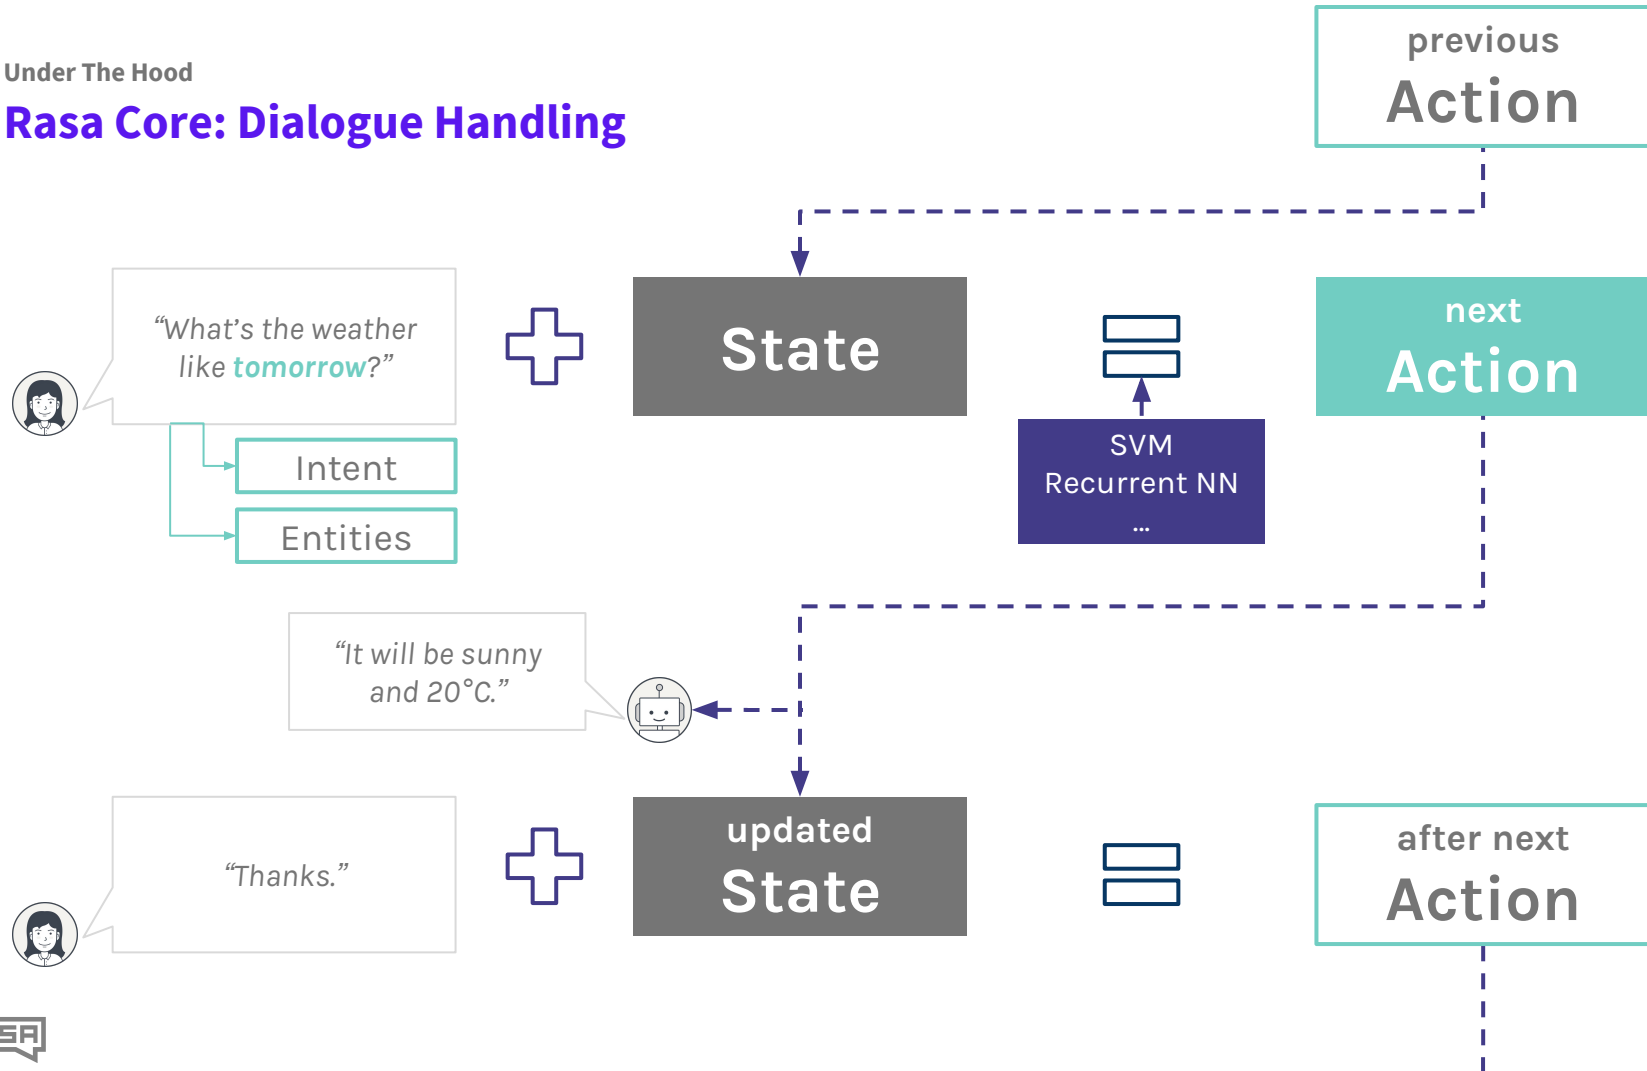 Under The Hood
Rasa Core: Dialogue Handling
previous
Action
“What’s the weather
like tomorrow?”
State
next
Action
SVM
Recurrent NN
...
Intent
Entities
“It will be sunny
and 20°C.”
“Thanks.”
updated
State
after next
Action
SA